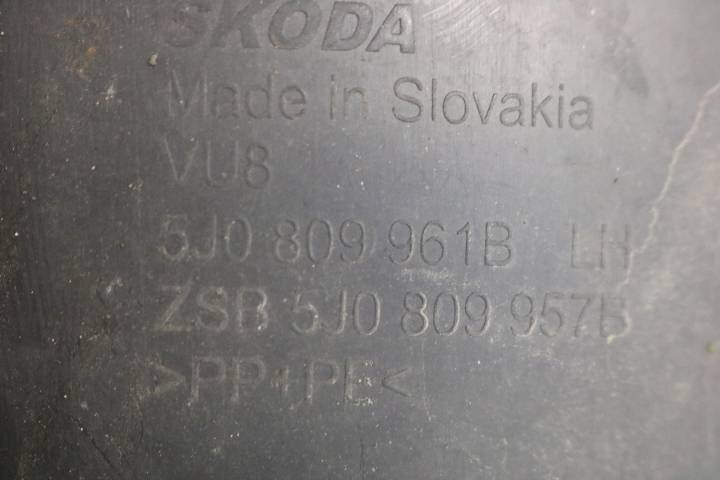 SKODA
Made in Slovakia
VU8
5J0 809 961B LH
ZSB 5J0 809 957B
>PP+PE<